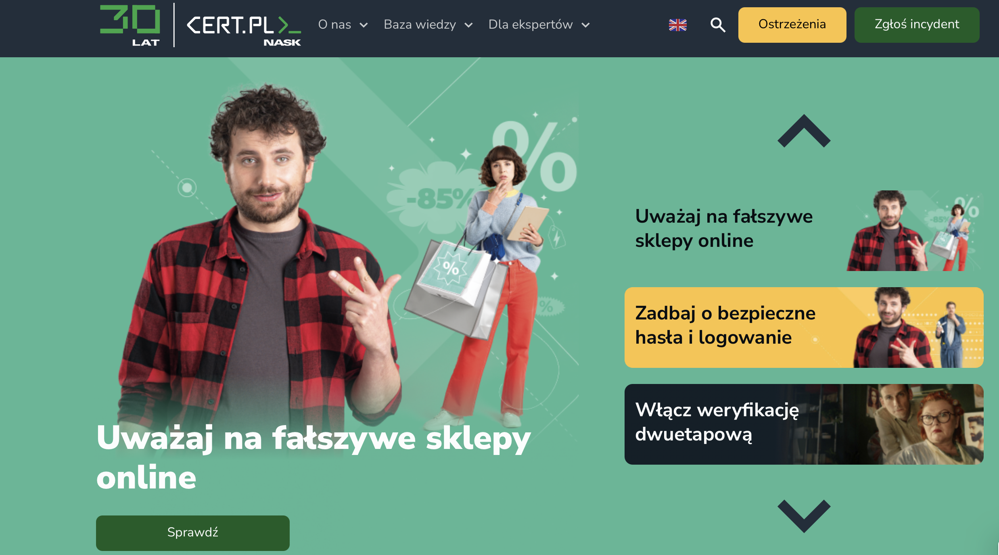 30
LAT
CERT.PL>_
NASK
O nas
Baza wiedzy
Dla ekspertów
Ostrzeżenia
Zgłoś incydent
%
-85%
%
%
Uważaj na fałszywe sklepy
online
Sprawdź
Uważaj na fałszywe
sklepy online
-85%
%
Zadbaj o bezpieczne
hasła i logowanie
Włącz weryfikację
dwuetapową